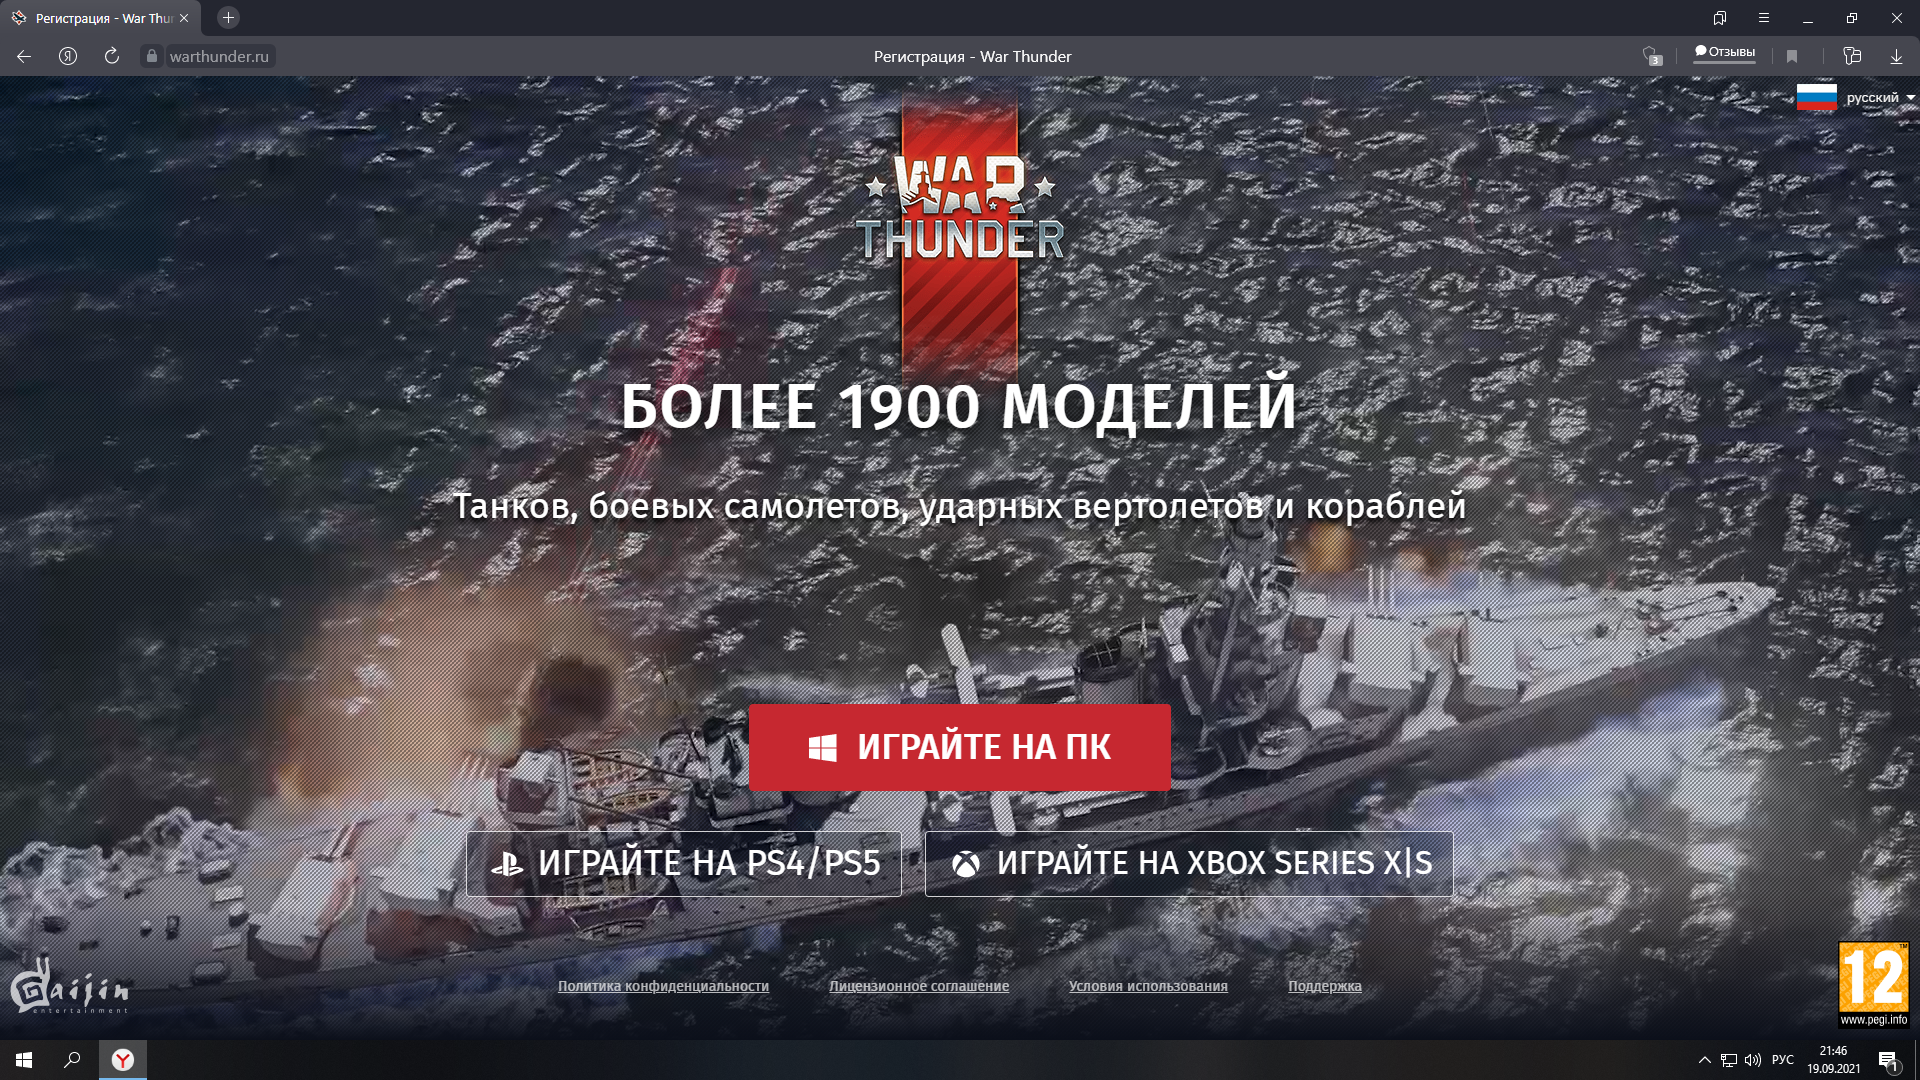 Регистрация - War Thun
warthunder.ru
Регистрация - War Thunder
3
Отзывы
русский
WAR
THUNDER
БОЛЕЕ 1900 МОДЕЛЕЙ
Танков, боевых самолетов, ударных вертолетов и кораблей
ИГРАЙТЕ НА ПК
ИГРАЙТЕ НА PS4/PS5
ИГРАЙТЕ НА XBOX SERIES X|S
Gaijin
entertainment
Политика конфиденциальности
Лицензионное соглашение
Условия использования
Поддержка
12
www.pegi.info
РУС
21:46
19.09.2021
1